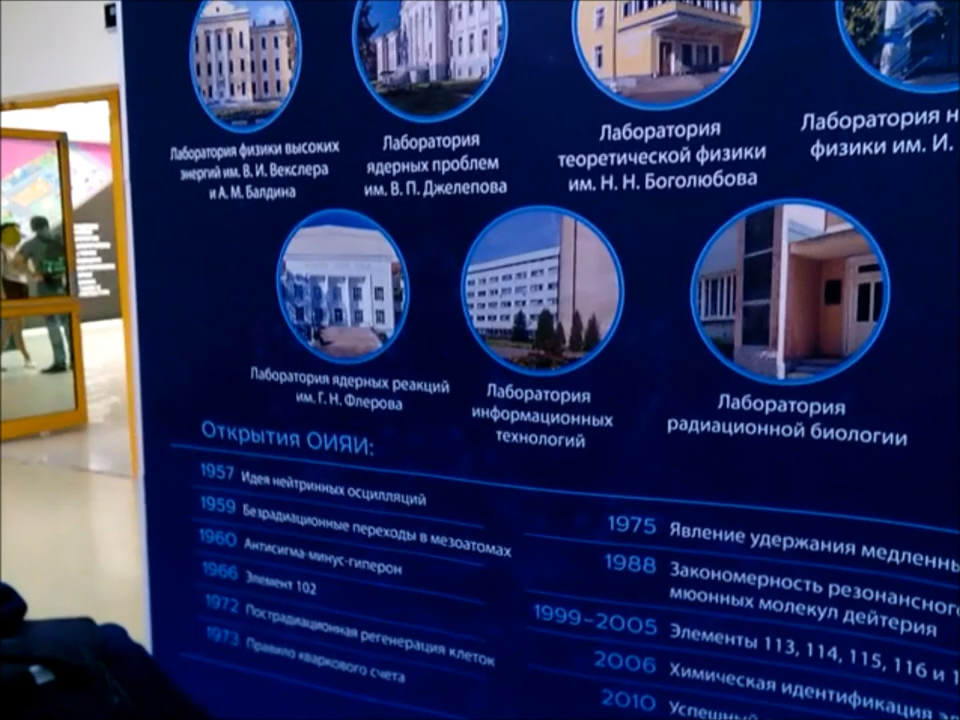 Лаборатория физики высоких
энергий им. В. И. Векслера
и А. М. Балдина
Лаборатория
ядерных проблем
им. В. П. Джелепова
Лаборатория
теоретической физики
им. Н. Н. Боголюбова
Лаборатория н
физики им. И.
Лаборатория ядерных реакций
им. Г. Н. Флерова
Лаборатория
информационных
технологий
Лаборатория
радиационной биологии
Открытия ОИЯИ:
1957 Идея нейтринных осцилляций
1959 Безрадиационные переходы в мезоатомах
1960 Антисигма-минус-гиперон
1966 Элемент 102
1972 Пострадиационная регенерация клеток
1973 Правило кваркового счета
1975 Явление удержания медленны
1988 Закономерность резонансного
мюонных молекул дейтерия
1999–2005 Элементы 113, 114, 115, 116 и 1
2006 Химическая идентификация эл
2010 Успешный